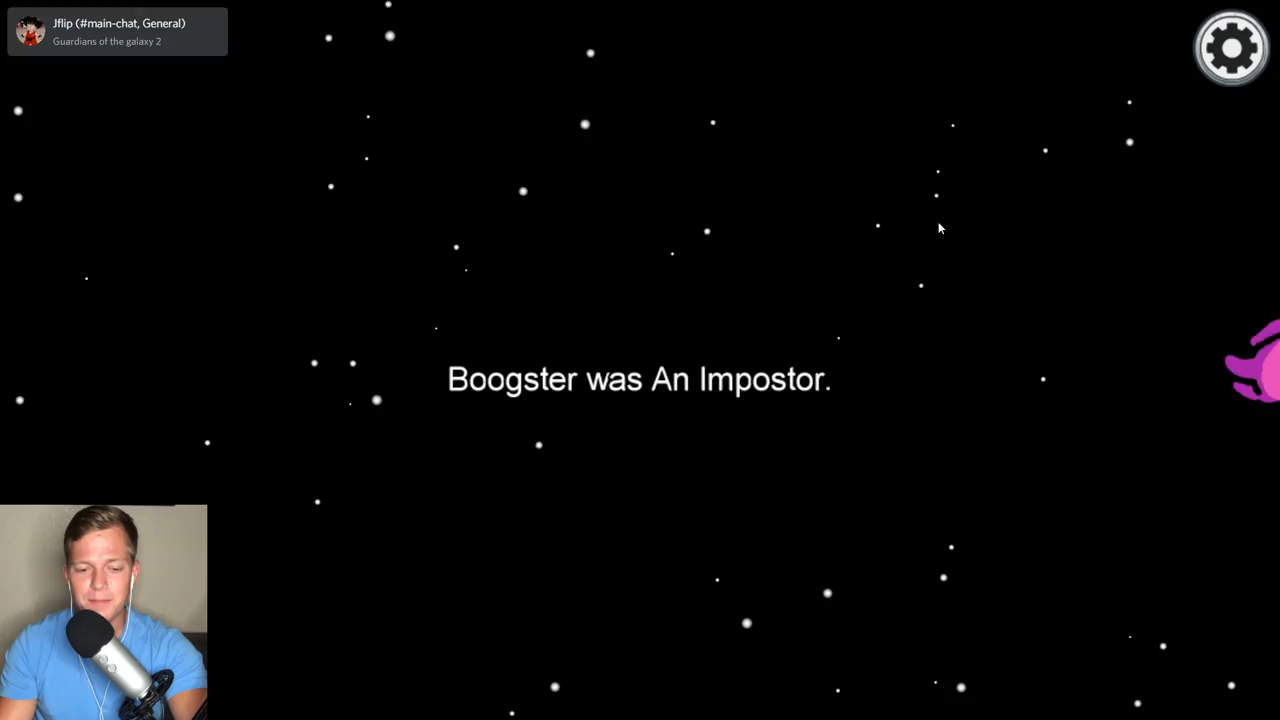 Jflip (#main-chat, General)
Guardians of the galaxy 2
Boogster was An Impostor.